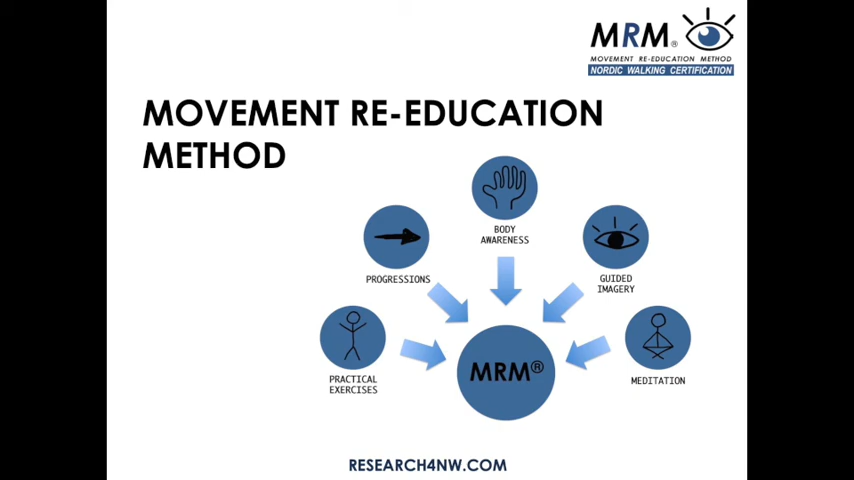 MRM®
MOVEMENT RE-EDUCATION METHOD
NORDIC WALKING CERTIFICATION
MOVEMENT RE-EDUCATION
METHOD
BODY
AWARENESS
PROGRESSIONS
GUIDED
IMAGERY
PRACTICAL
EXERCISES
MRM®
MEDITATION
RESEARCH4NW.COM